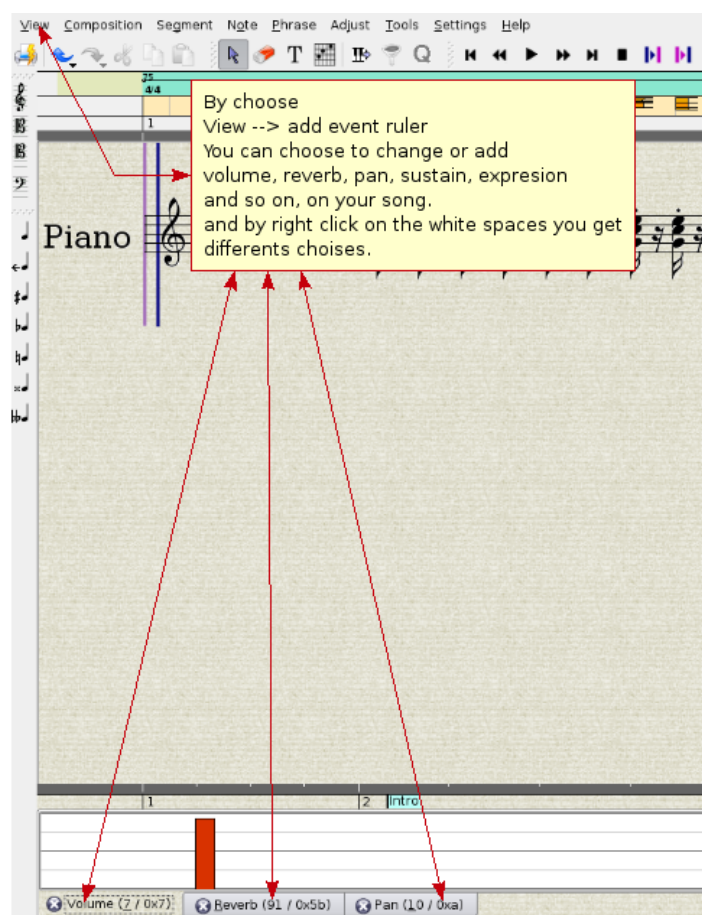 View Composition Segment Note Phrase Adjust Tools Settings Help
T Q
75
4/4
1
By choose
View --> add event ruler
You can choose to change or add
volume, reverb, pan, sustain, expresion
and so on, on your song.
and by right click on the white spaces you get
differents choises.
Piano
1 2 Intro
Volume (7 / 0x7) Reverb (91 / 0x5b) Pan (10 / 0xa)